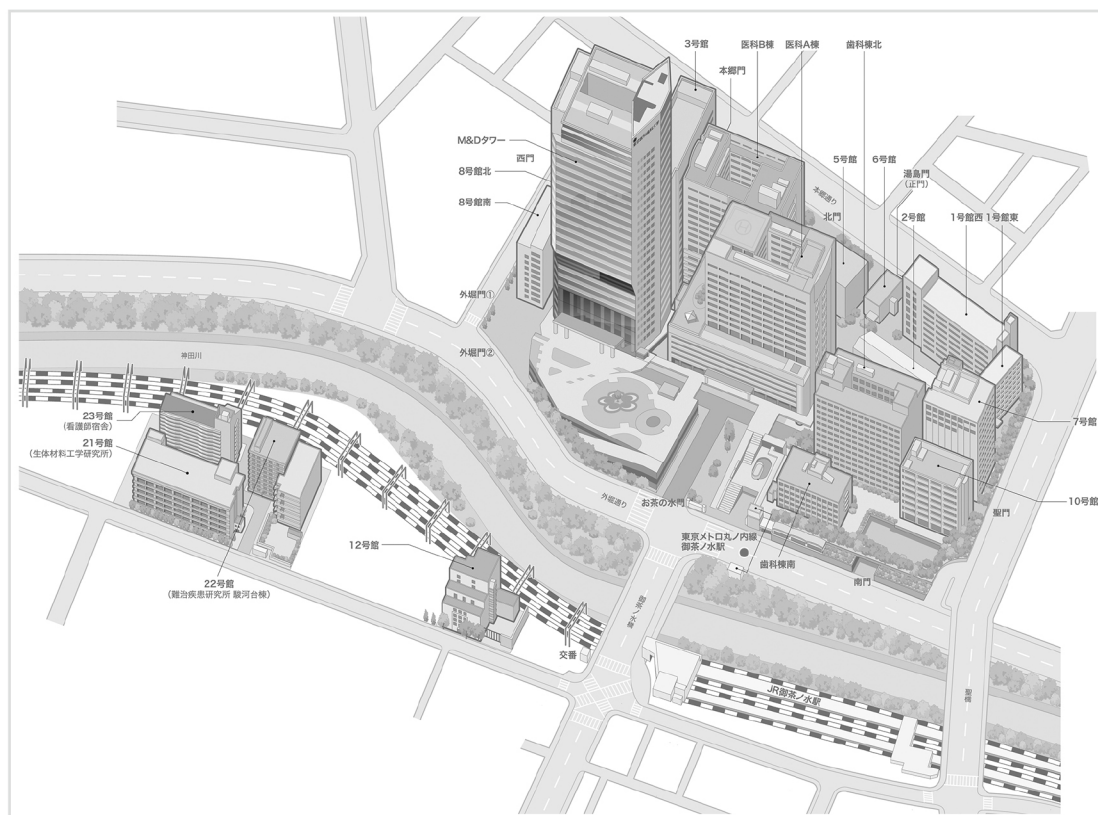 3号館
医科B棟
医科A棟
歯科棟北
本郷門
M&Dタワー
西門
8号館北
8号館南
5号館
6号館
湯島門
(正門)
本郷通り
北門
2号館
1号館西
1号館東
外堀門①
外堀門②
神田川
23号館
(看護師宿舎)
21号館
(生体材料工学研究所)
7号館
10号館
聖門
外堀通り
お茶の水門
東京メトロ丸ノ内線
御茶ノ水駅
歯科棟南
南門
12号館
22号館
(難治疾患研究所 駿河台棟)
御茶ノ水橋
交番
JR御茶ノ水駅
聖橋